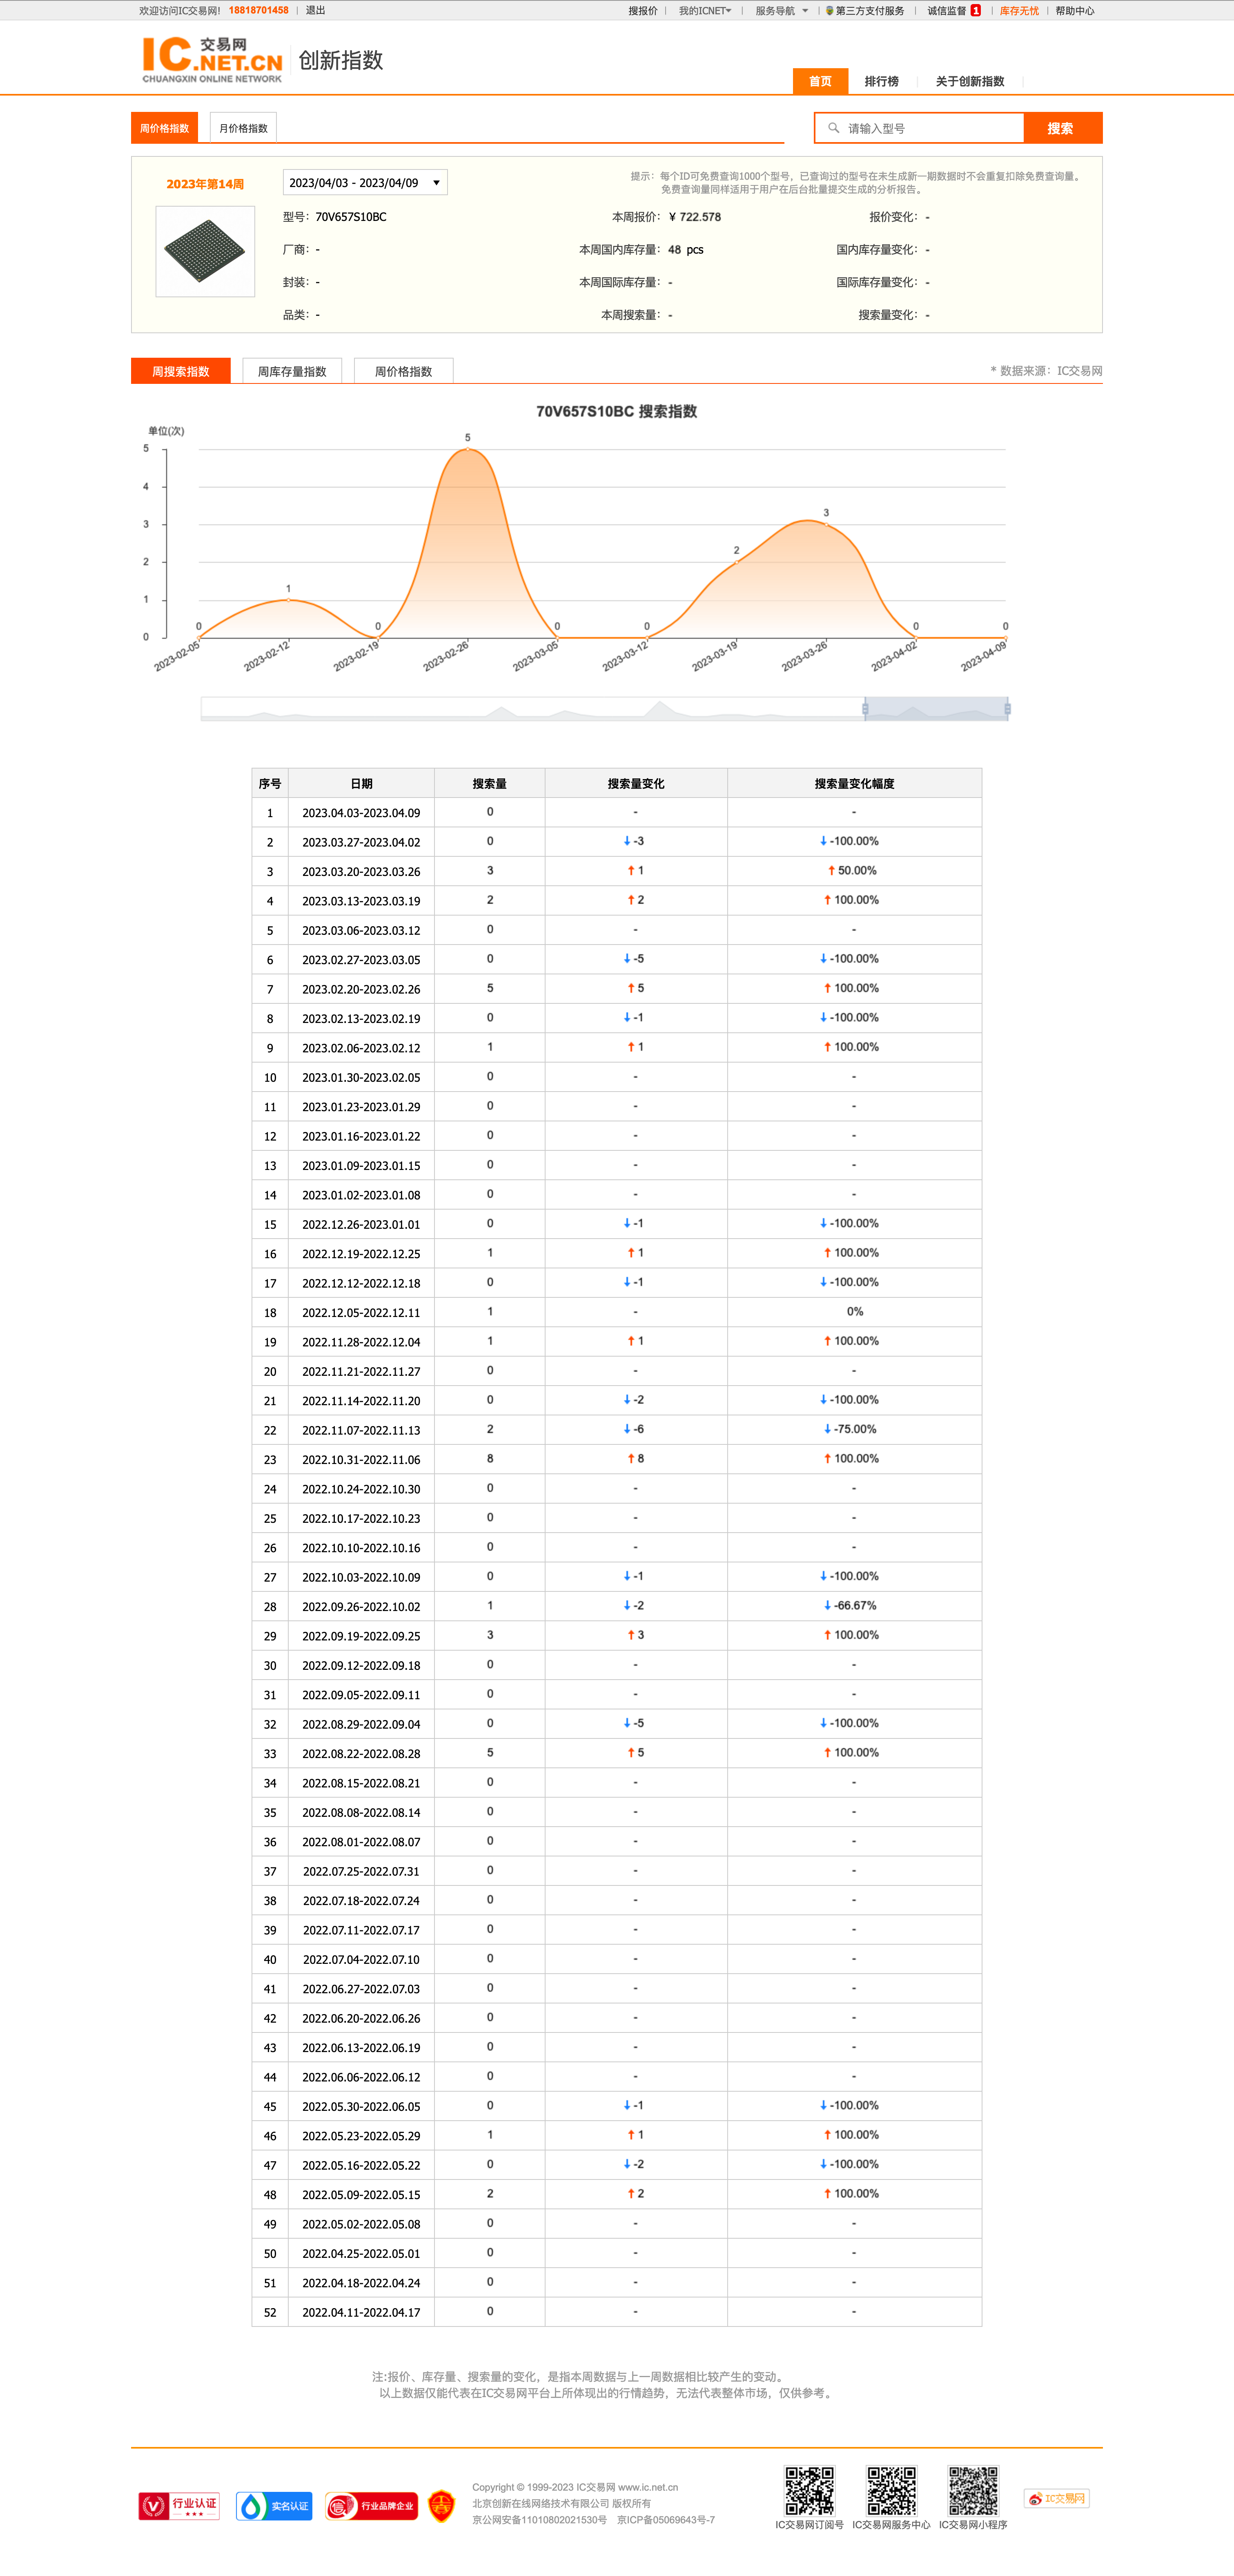 欢迎访问IC交易网! 18818701458 | 退出 搜报价 | 我的ICNET | 服务导航 | 第三方支付服务 | 诚信监督 1 | 库存无忧 | 帮助中心
IC交易网 .NET.CN 创新指数
CHUANGXIN ONLINE NETWORK
首页 排行榜 关于创新指数
周价格指数 月价格指数 请输入型号 搜索
2023年第14周 2023/04/03 - 2023/04/09 提示：每个ID可免费查询1000个型号，已查询过的型号在未生成新一期数据时不会重复扣除免费查询量。
免费查询量同样适用于用户在后台批量提交生成的分析报告。
型号：70V657S10BC 本周报价：¥ 722.578 报价变化：-
厂商：- 本周国内库存量：48 pcs 国内库存量变化：-
封装：- 本周国际库存量：- 国际库存量变化：-
品类：- 本周搜索量：- 搜索量变化：-
周搜索指数 周库存量指数 周价格指数 * 数据来源：IC交易网
70V657S10BC 搜索指数
单位(次)
5 5
4
3 3
2 2
1 1
0 0 0 0 0 0 0
2023-02-05 2023-02-12 2023-02-19 2023-02-26 2023-03-05 2023-03-12 2023-03-19 2023-03-26 2023-04-02 2023-04-09
序号 日期 搜索量 搜索量变化 搜索量变化幅度
1 2023.04.03-2023.04.09 0 - -
2 2023.03.27-2023.04.02 0 ↓-3 ↓-100.00%
3 2023.03.20-2023.03.26 3 ↑1 ↑50.00%
4 2023.03.13-2023.03.19 2 ↑2 ↑100.00%
5 2023.03.06-2023.03.12 0 - -
6 2023.02.27-2023.03.05 0 ↓-5 ↓-100.00%
7 2023.02.20-2023.02.26 5 ↑5 ↑100.00%
8 2023.02.13-2023.02.19 0 ↓-1 ↓-100.00%
9 2023.02.06-2023.02.12 1 ↑1 ↑100.00%
10 2023.01.30-2023.02.05 0 - -
11 2023.01.23-2023.01.29 0 - -
12 2023.01.16-2023.01.22 0 - -
13 2023.01.09-2023.01.15 0 - -
14 2023.01.02-2023.01.08 0 - -
15 2022.12.26-2023.01.01 0 ↓-1 ↓-100.00%
16 2022.12.19-2022.12.25 1 ↑1 ↑100.00%
17 2022.12.12-2022.12.18 0 ↓-1 ↓-100.00%
18 2022.12.05-2022.12.11 1 - 0%
19 2022.11.28-2022.12.04 1 ↑1 ↑100.00%
20 2022.11.21-2022.11.27 0 - -
21 2022.11.14-2022.11.20 0 ↓-2 ↓-100.00%
22 2022.11.07-2022.11.13 2 ↓-6 ↓-75.00%
23 2022.10.31-2022.11.06 8 ↑8 ↑100.00%
24 2022.10.24-2022.10.30 0 - -
25 2022.10.17-2022.10.23 0 - -
26 2022.10.10-2022.10.16 0 - -
27 2022.10.03-2022.10.09 0 ↓-1 ↓-100.00%
28 2022.09.26-2022.10.02 1 ↓-2 ↓-66.67%
29 2022.09.19-2022.09.25 3 ↑3 ↑100.00%
30 2022.09.12-2022.09.18 0 - -
31 2022.09.05-2022.09.11 0 - -
32 2022.08.29-2022.09.04 0 ↓-5 ↓-100.00%
33 2022.08.22-2022.08.28 5 ↑5 ↑100.00%
34 2022.08.15-2022.08.21 0 - -
35 2022.08.08-2022.08.14 0 - -
36 2022.08.01-2022.08.07 0 - -
37 2022.07.25-2022.07.31 0 - -
38 2022.07.18-2022.07.24 0 - -
39 2022.07.11-2022.07.17 0 - -
40 2022.07.04-2022.07.10 0 - -
41 2022.06.27-2022.07.03 0 - -
42 2022.06.20-2022.06.26 0 - -
43 2022.06.13-2022.06.19 0 - -
44 2022.06.06-2022.06.12 0 - -
45 2022.05.30-2022.06.05 0 ↓-1 ↓-100.00%
46 2022.05.23-2022.05.29 1 ↑1 ↑100.00%
47 2022.05.16-2022.05.22 0 ↓-2 ↓-100.00%
48 2022.05.09-2022.05.15 2 ↑2 ↑100.00%
49 2022.05.02-2022.05.08 0 - -
50 2022.04.25-2022.05.01 0 - -
51 2022.04.18-2022.04.24 0 - -
52 2022.04.11-2022.04.17 0 - -
注:报价、库存量、搜索量的变化，是指本周数据与上一周数据相比较产生的变动。
以上数据仅能代表在IC交易网平台上所体现出的行情趋势，无法代表整体市场，仅供参考。
行业认证 实名认证 信 行业品牌企业
Copyright © 1999-2023 IC交易网 www.ic.net.cn
北京创新在线网络技术有限公司 版权所有
京公网安备11010802021530号 京ICP备05069643号-7
IC交易网订阅号 IC交易网服务中心 IC交易网小程序
IC交易网